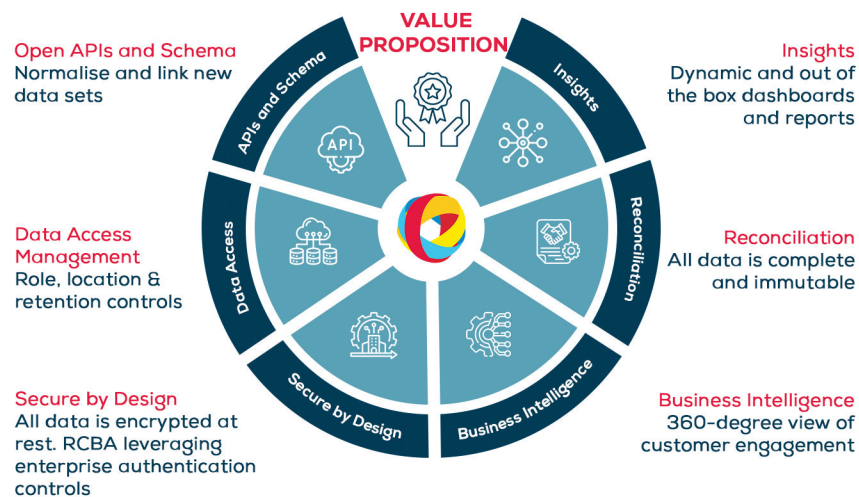 VALUE
PROPOSITION
Open APIs and Schema
Normalise and link new
data sets
Data Access
Management
Role, location &
retention controls
Secure by Design
All data is encrypted at
rest. RCBA leveraging
enterprise authentication
controls
APIs and Schema
Data Access
Secure by Design
Business Intelligence
Reconciliation
Insights
API
Insights
Dynamic and out of
the box dashboards
and reports
Reconciliation
All data is complete
and immutable
Business Intelligence
360-degree view of
customer engagement